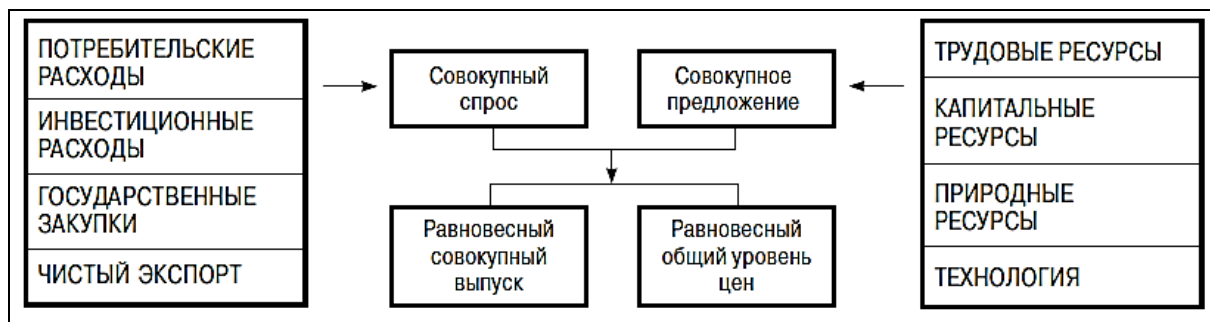 ПОТРЕБИТЕЛЬСКИЕ
РАСХОДЫ
ИНВЕСТИЦИОННЫЕ
РАСХОДЫ
ГОСУДАРСТВЕННЫЕ
ЗАКУПКИ
ЧИСТЫЙ ЭКСПОРТ
Совокупный
спрос
Совокупное
предложение
Равновесный
совокупный
выпуск
Равновесный
общий уровень
цен
ТРУДОВЫЕ РЕСУРСЫ
КАПИТАЛЬНЫЕ
РЕСУРСЫ
ПРИРОДНЫЕ
РЕСУРСЫ
ТЕХНОЛОГИЯ